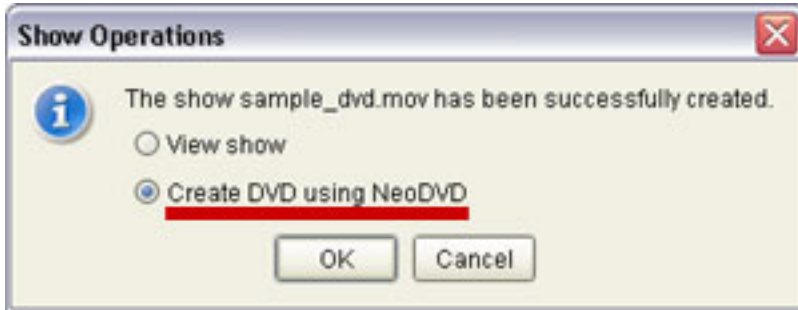 Show Operations
The show sample_dvd.mov has been successfully created.
View show
Create DVD using NeoDVD
OK Cancel